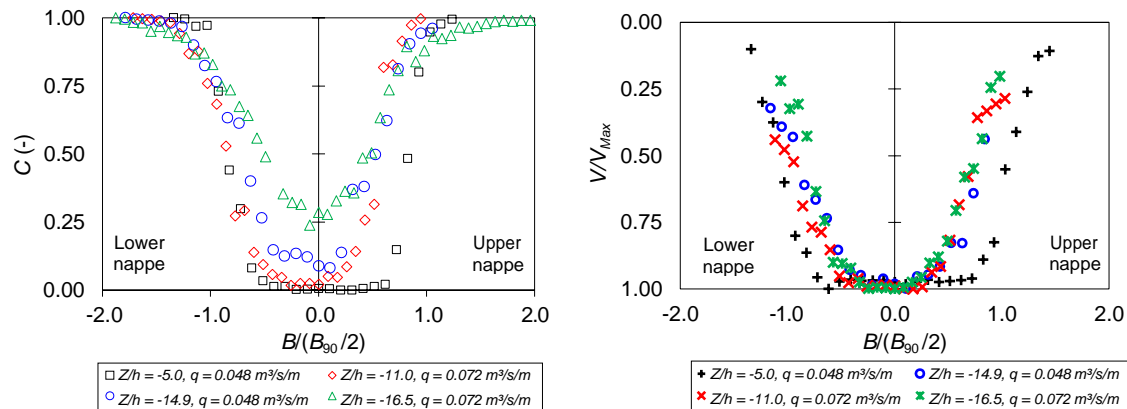 1.00
0.75
0.50
0.25
0.00
C (-)
Lower
nappe
Upper
nappe
-2.0 -1.0 0.0 1.0 2.0
B/(B90/2)
Z/h = -5.0, q = 0.048 m³/s/m Z/h = -11.0, q = 0.072 m³/s/m
Z/h = -14.9, q = 0.048 m³/s/m Z/h = -16.5, q = 0.072 m³/s/m
0.00
0.25
0.50
0.75
1.00
V/VMax
Lower
nappe
Upper
nappe
-2.0 -1.0 0.0 1.0 2.0
B/(B90/2)
Z/h = -5.0, q = 0.048 m³/s/m Z/h = -14.9, q = 0.048 m³/s/m
Z/h = -11.0, q = 0.072 m³/s/m Z/h = -16.5, q = 0.072 m³/s/m